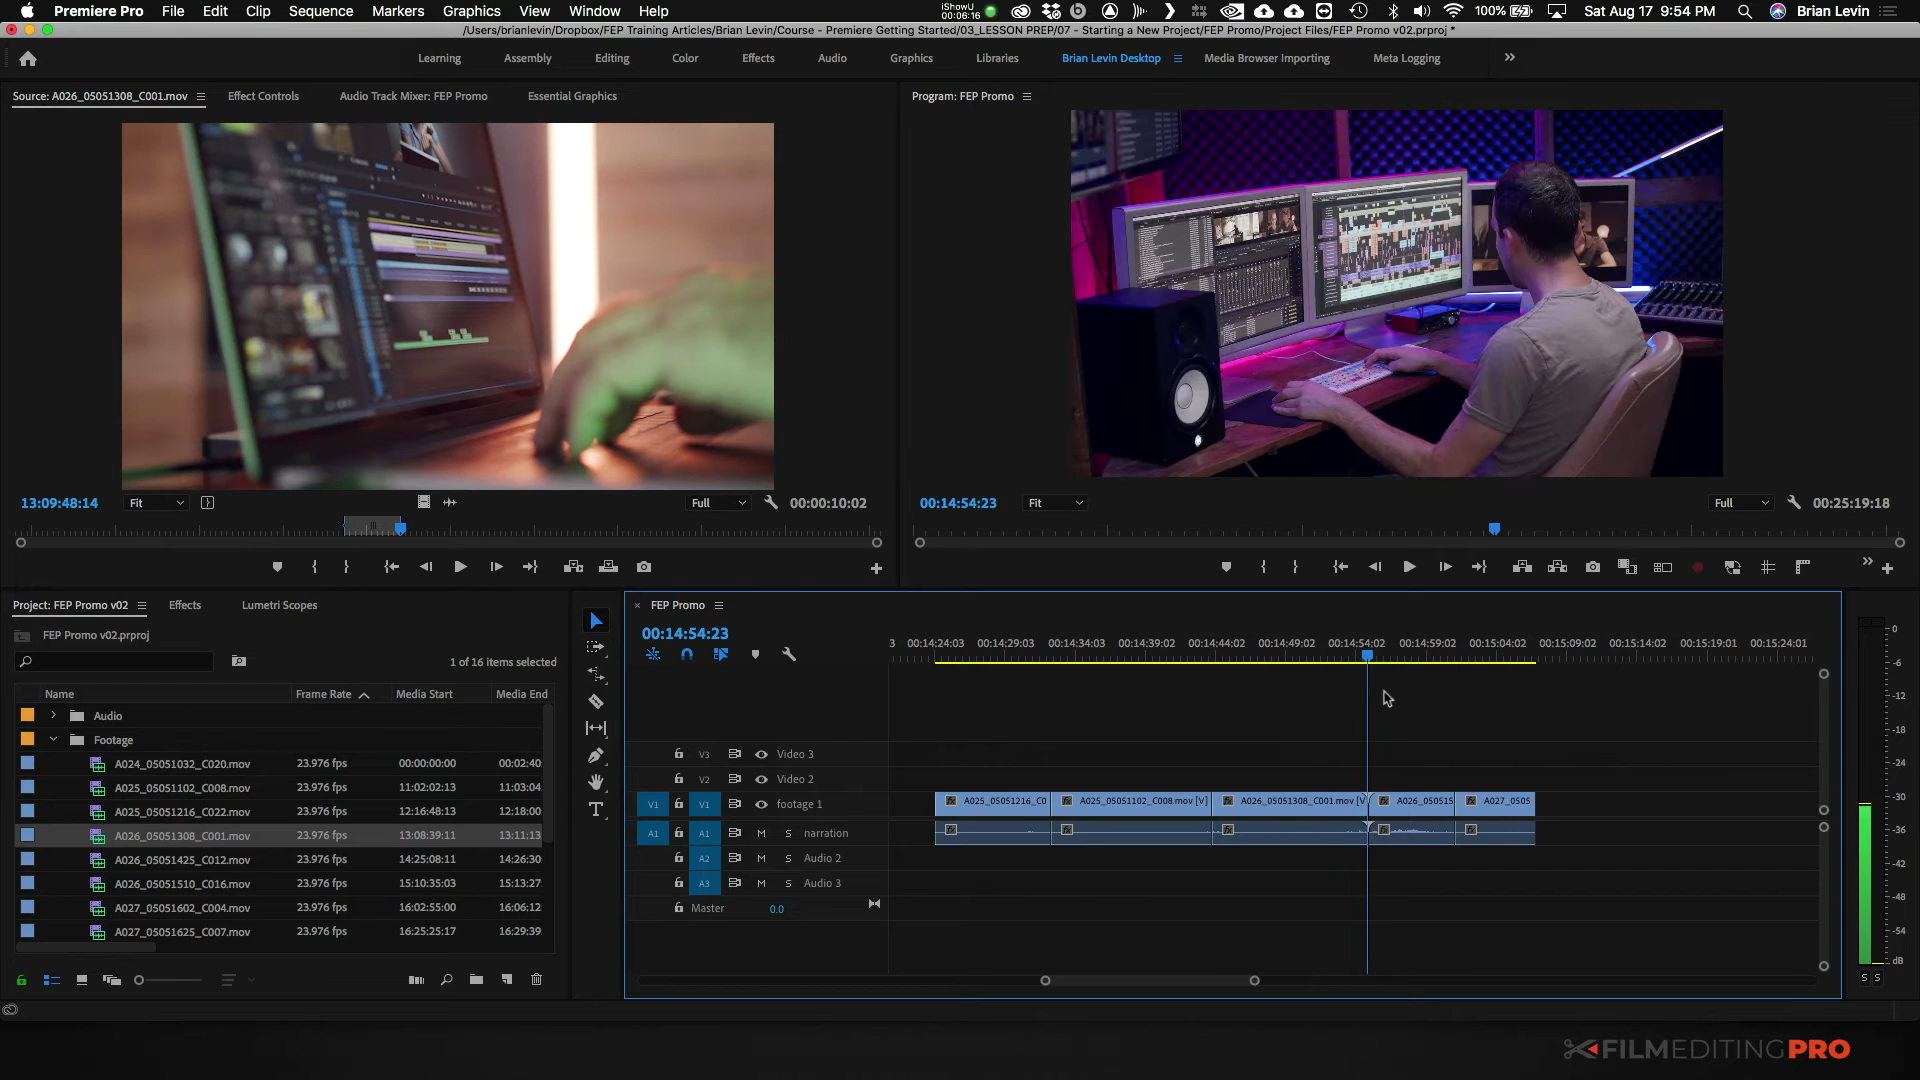 Premiere Pro File Edit Clip Sequence Markers Graphics View Window Help iShowU 00:06:16 100% Sat Aug 17 9:54 PM Brian Levin
/Users/brianlevin/Dropbox/FEP Training Articles/Brian Levin/Course - Premiere Getting Started/03_LESSON PREP/07 - Starting a New Project/FEP Promo/Project Files/FEP Promo v02.prproj *
Learning Assembly Editing Color Effects Audio Graphics Libraries Brian Levin Desktop Media Browser Importing Meta Logging
Source: A026_05051308_C001.mov Effect Controls Audio Track Mixer: FEP Promo Essential Graphics Program: FEP Promo
13:09:48:14 Fit Full 00:00:10:02 00:14:54:23 Fit Full 00:25:19:18
Project: FEP Promo v02 Effects Lumetri Scopes
FEP Promo v02.prproj
1 of 16 items selected
Name Frame Rate Media Start Media End
Audio
Footage
A024_05051032_C020.mov 23.976 fps 00:00:00:00 00:02:40:
A025_05051102_C008.mov 23.976 fps 11:02:02:13 11:03:04
A025_05051216_C022.mov 23.976 fps 12:16:48:13 12:18:00:
A026_05051308_C001.mov 23.976 fps 13:08:39:11 13:11:13
A026_05051425_C012.mov 23.976 fps 14:25:08:11 14:26:30
A026_05051510_C016.mov 23.976 fps 15:10:35:03 15:13:27
A027_05051602_C004.mov 23.976 fps 16:02:55:00 16:06:12
A027_05051625_C007.mov 23.976 fps 16:25:25:17 16:29:39
FEP Promo
00:14:54:23
3 00:14:24:03 00:14:29:03 00:14:34:03 00:14:39:02 00:14:44:02 00:14:49:02 00:14:54:02 00:14:59:02 00:15:04:02 00:15:09:02 00:15:14:02 00:15:19:01 00:15:24:01
V3 Video 3
V2 Video 2
V1 V1 footage 1 fx A025_05051216_C0 fx A025_05051102_C008.mov [V] fx A026_05051308_C001.mov [V fx A026_050515 fx A027_0505
A1 A1 M S narration fx fx fx fx fx
A2 M S Audio 2
A3 M S Audio 3
Master 0.0
0
-6
-12
-18
-24
-30
-36
-42
-48
-54
dB
S S
FILMEDITINGPRO